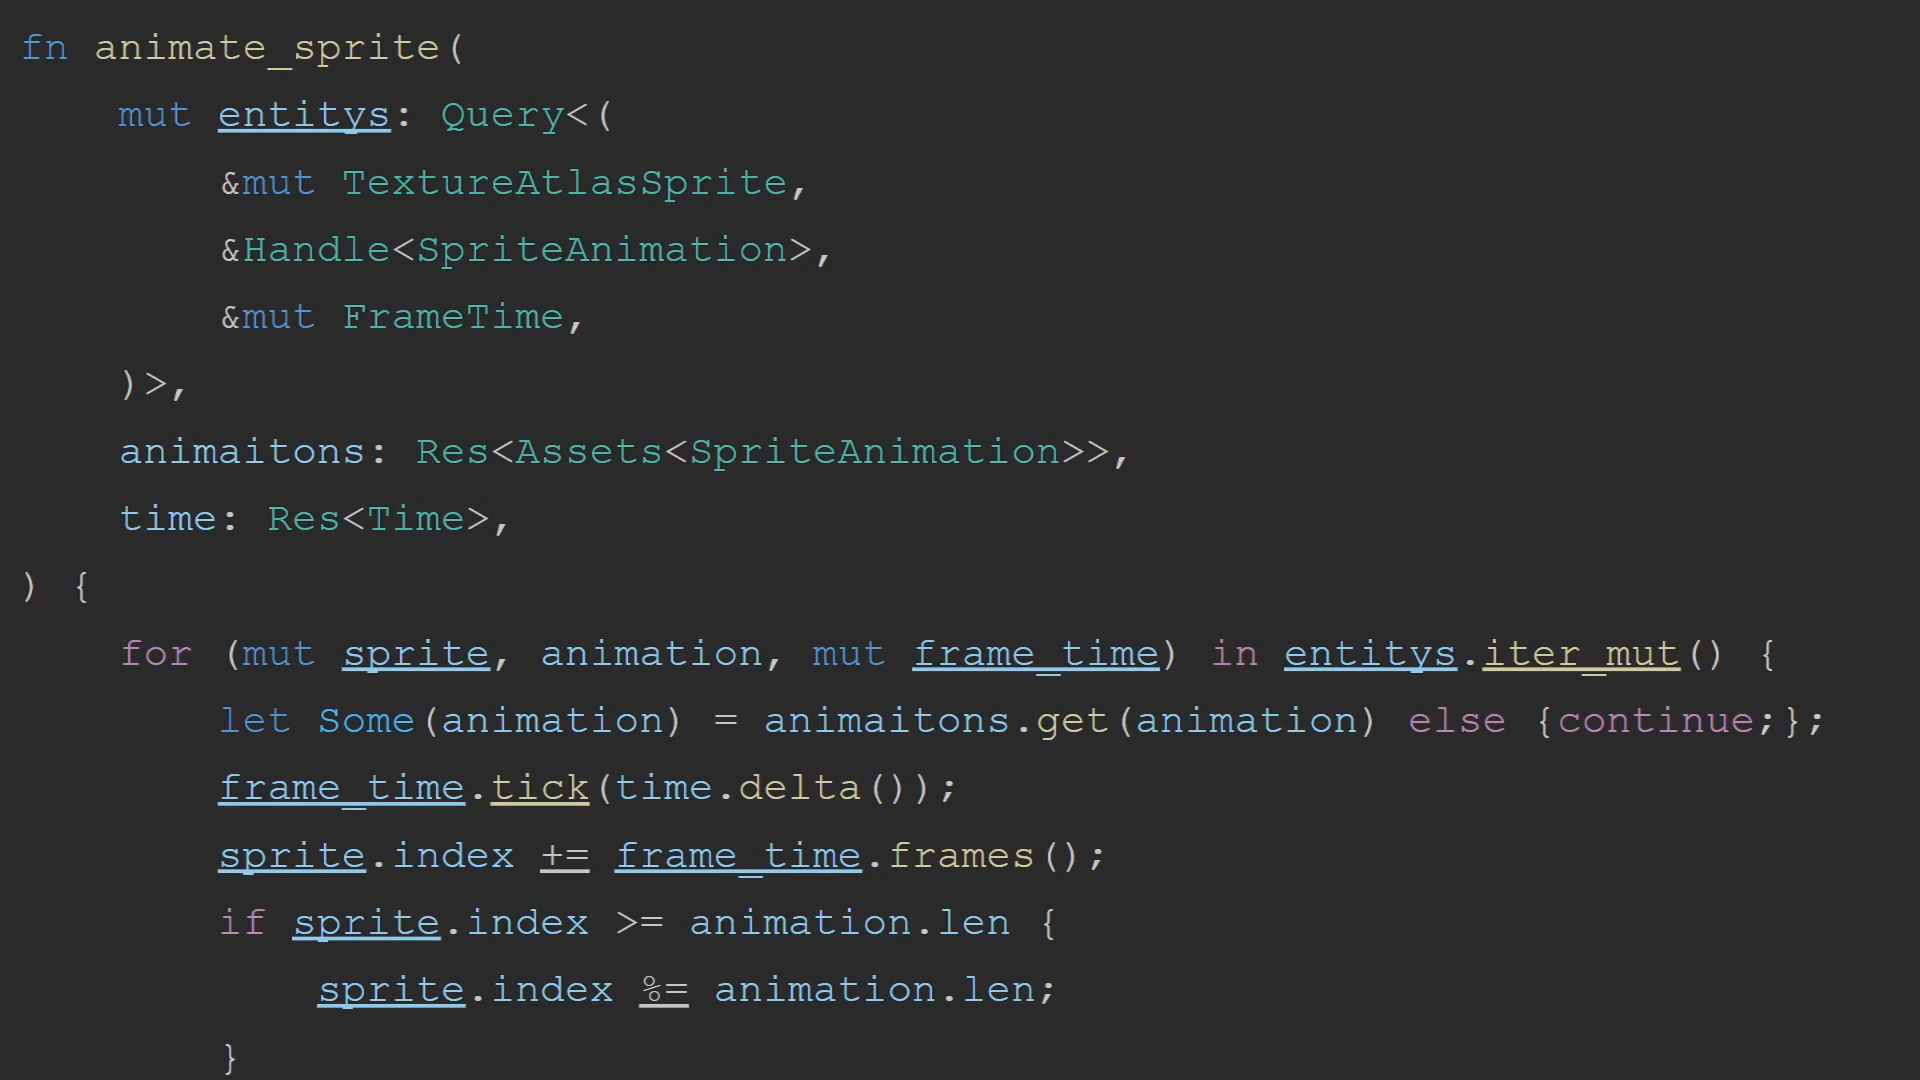 fn animate_sprite(
    mut entitys: Query<(
        &mut TextureAtlasSprite,
        &Handle<SpriteAnimation>,
        &mut FrameTime,
    )>,
    animaitons: Res<Assets<SpriteAnimation>>,
    time: Res<Time>,
) {
    for (mut sprite, animation, mut frame_time) in entitys.iter_mut() {
        let Some(animation) = animaitons.get(animation) else {continue;};
        frame_time.tick(time.delta());
        sprite.index += frame_time.frames();
        if sprite.index >= animation.len {
            sprite.index %= animation.len;
        }